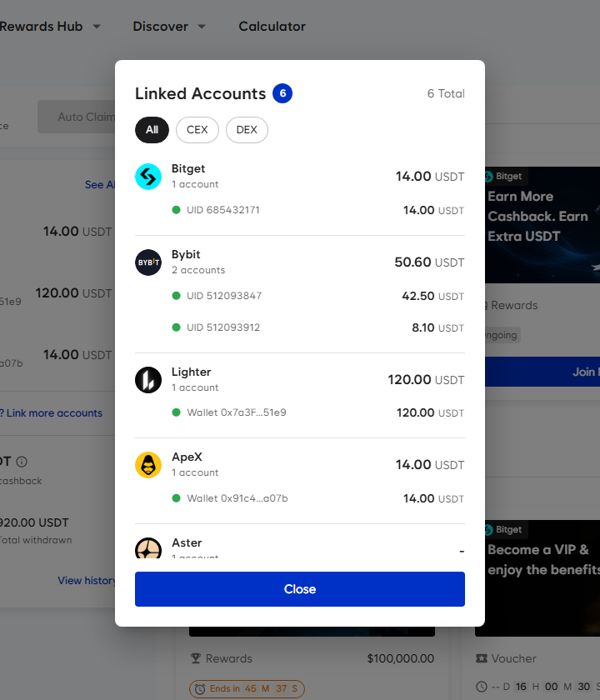 Rewards Hub Discover Calculator
Linked Accounts 6 6 Total
Auto Claim
All CEX DEX
See Al
Bitget
1 account
14.00 USDT
UID 685432171 14.00 USDT
14.00 USDT
Bitget
Earn More
Cashback. Earn
Extra USDT
Bybit
2 accounts
50.60 USDT
BYBIT
UID 512093847 42.50 USDT
UID 512093912 8.10 USDT
51e9 120.00 USDT
Rewards
ngoing
Join
Lighter
1 account
120.00 USDT
Wallet 0x7a3F...51e9 120.00 USDT
a07b 14.00 USDT
? Link more accounts
ApeX
1 account
14.00 USDT
Wallet 0x91c4...a07b 14.00 USDT
DT
cashback
920.00 USDT
Total withdrawn
View history
Aster
1 account
-
Close
Bitget
Become a VIP &
enjoy the benefits
Rewards $100,000.00
Ends in 45 M 37 S
Voucher
-- D 16 H 00 M 30 S